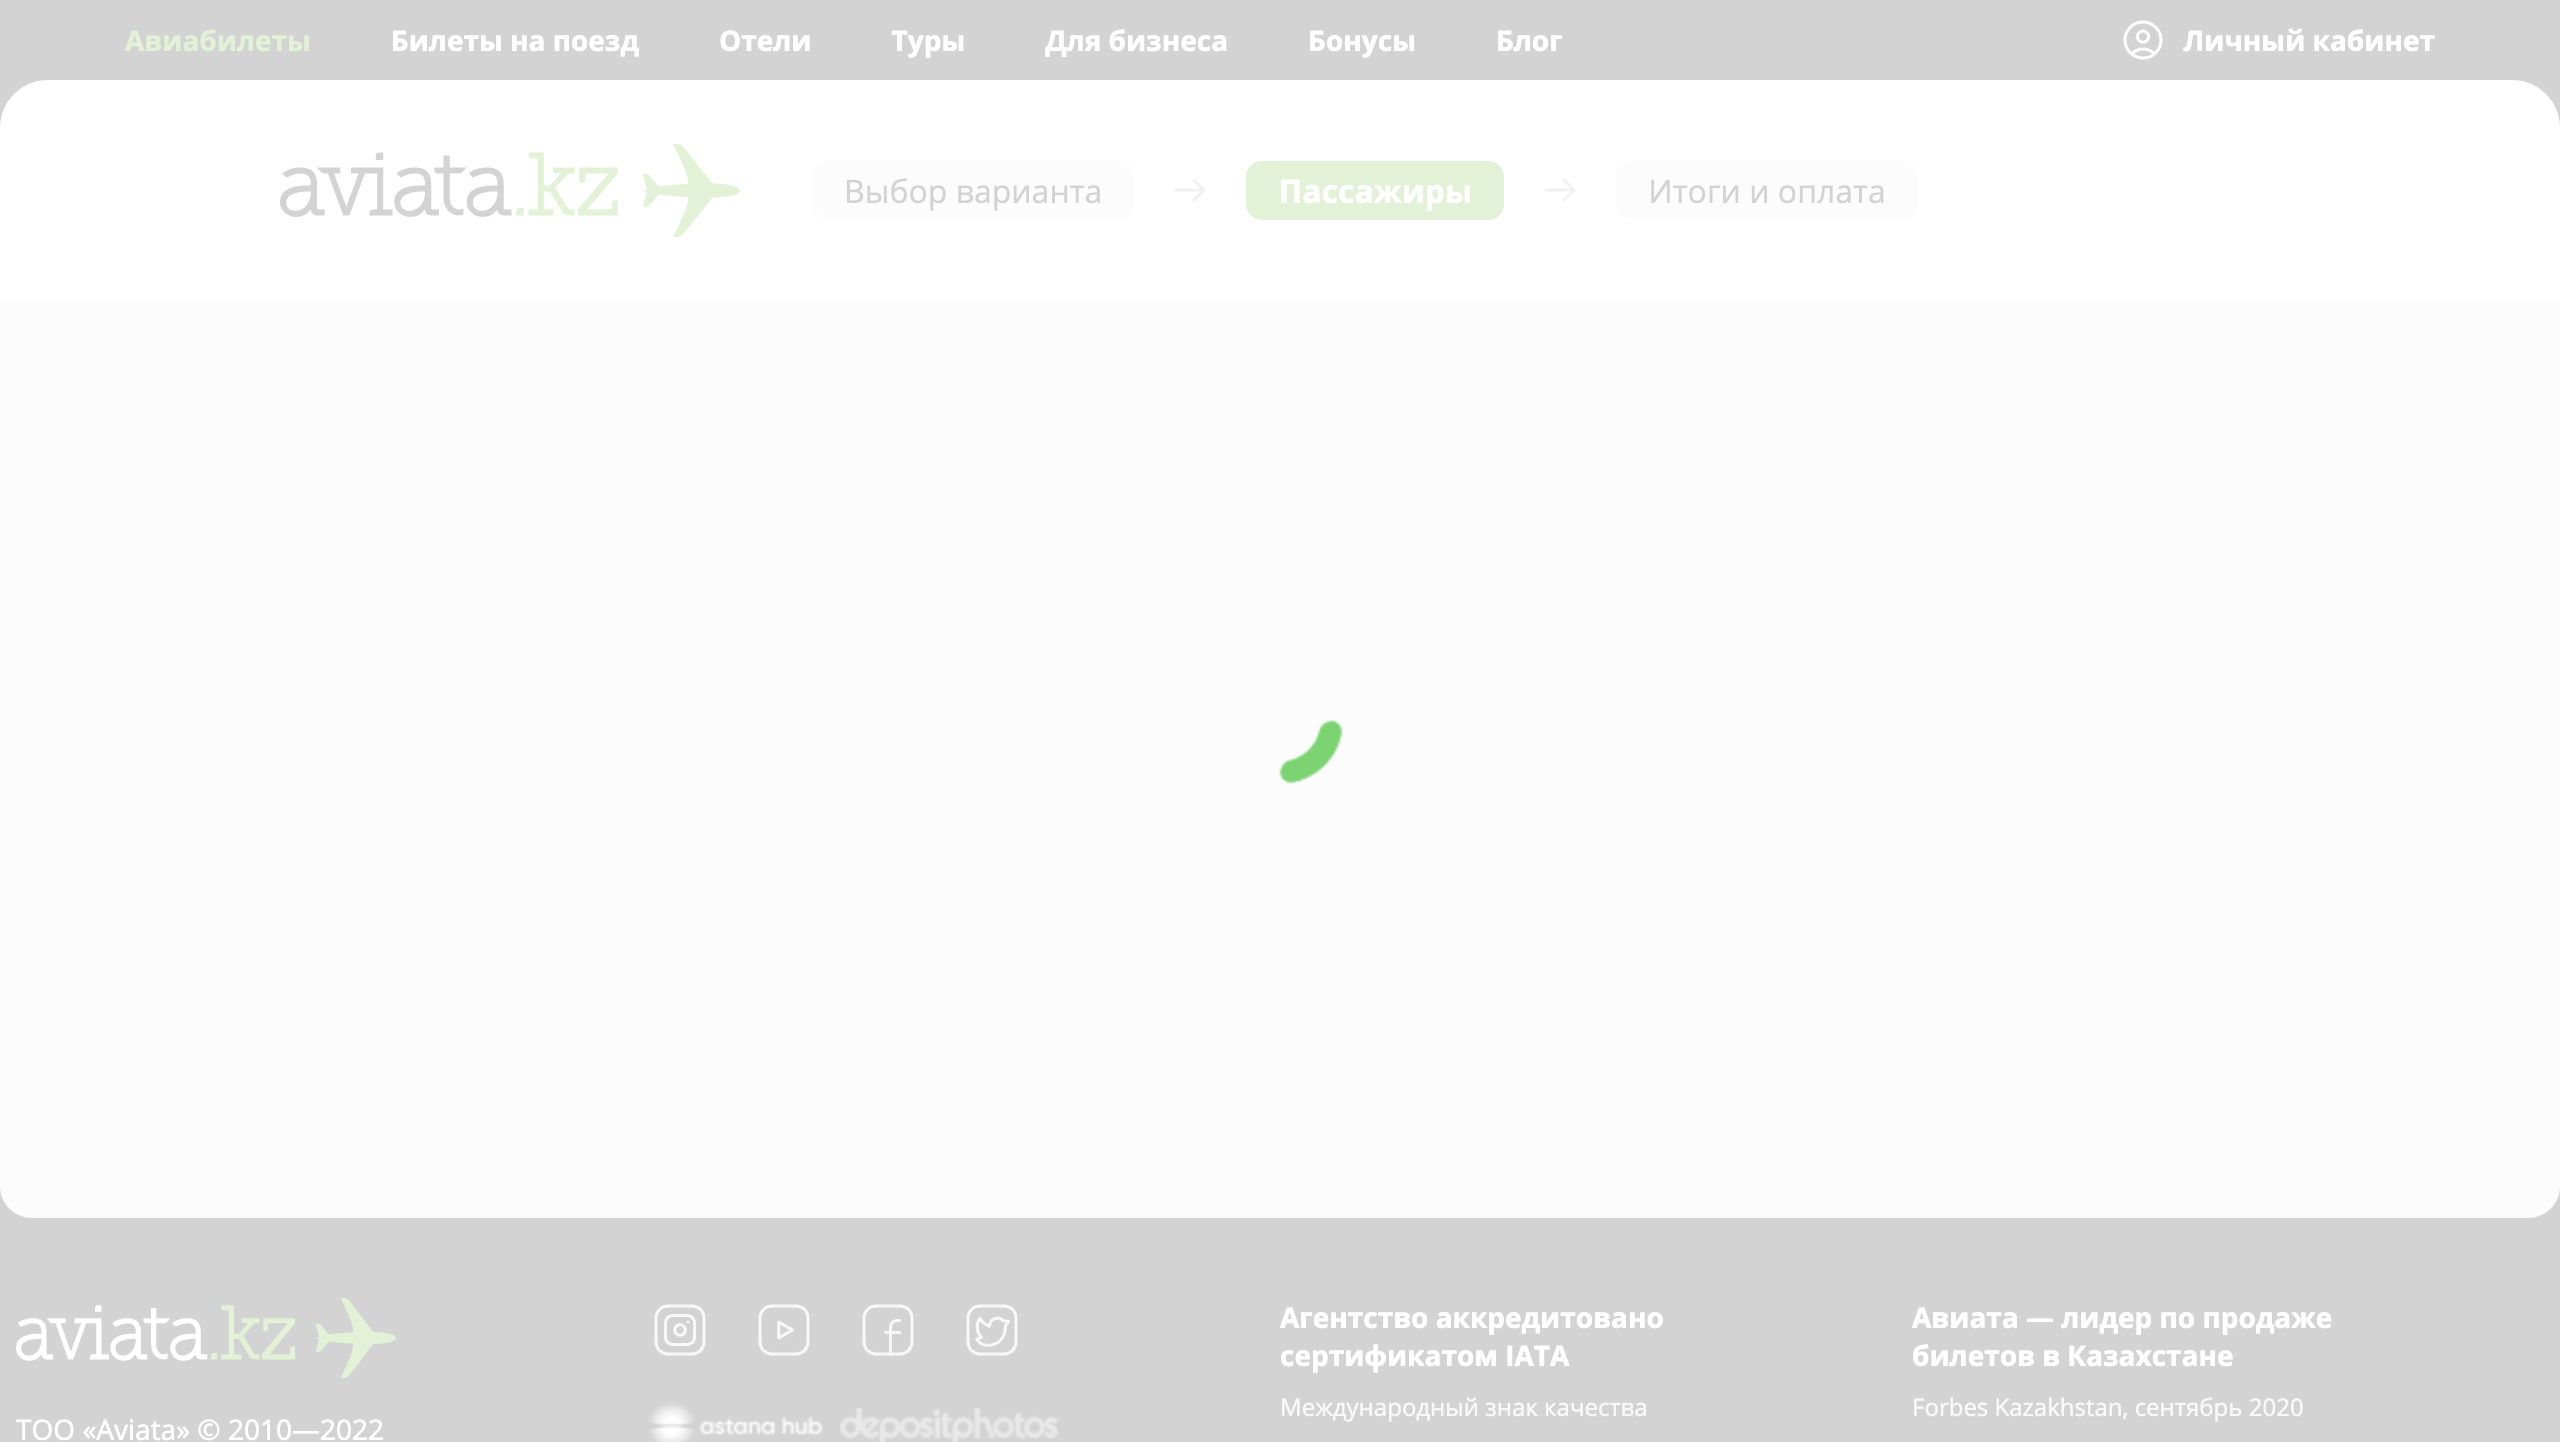 Авиабилеты Билеты на поезд Отели Туры Для бизнеса Бонусы Блог Личный кабинет
aviata.kz Выбор варианта Пассажиры Итоги и оплата
aviata.kz
ТОО «Aviata» © 2010—2022
astana hub depositphotos
Агентство аккредитовано
сертификатом IATA
Международный знак качества
Авиата — лидер по продаже
билетов в Казахстане
Forbes Kazakhstan, сентябрь 2020